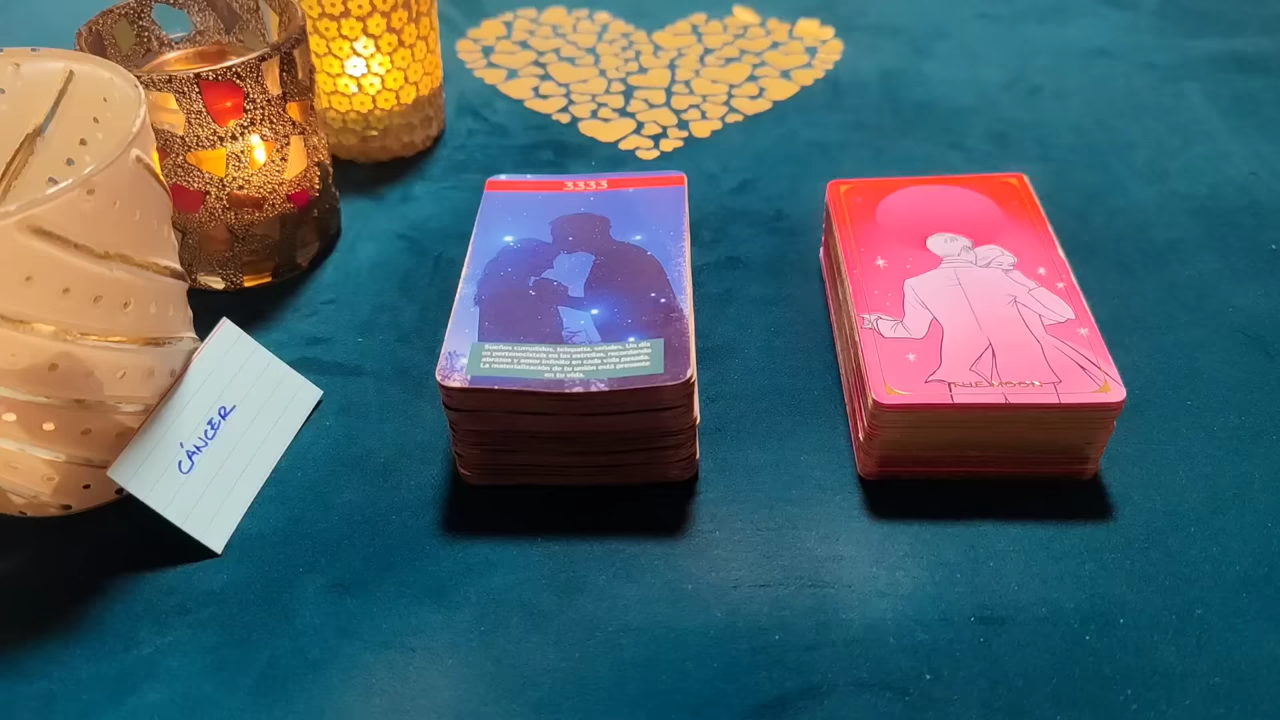 3333
Sueños cumplidos, telepatía, señales. Un día
os pertenecisteis en las estrellas, recordando
abrazos y amor infinito en cada vida pasada.
La materialización de tu unión está presente
en tu vida.
THE MOON
CÁNCER